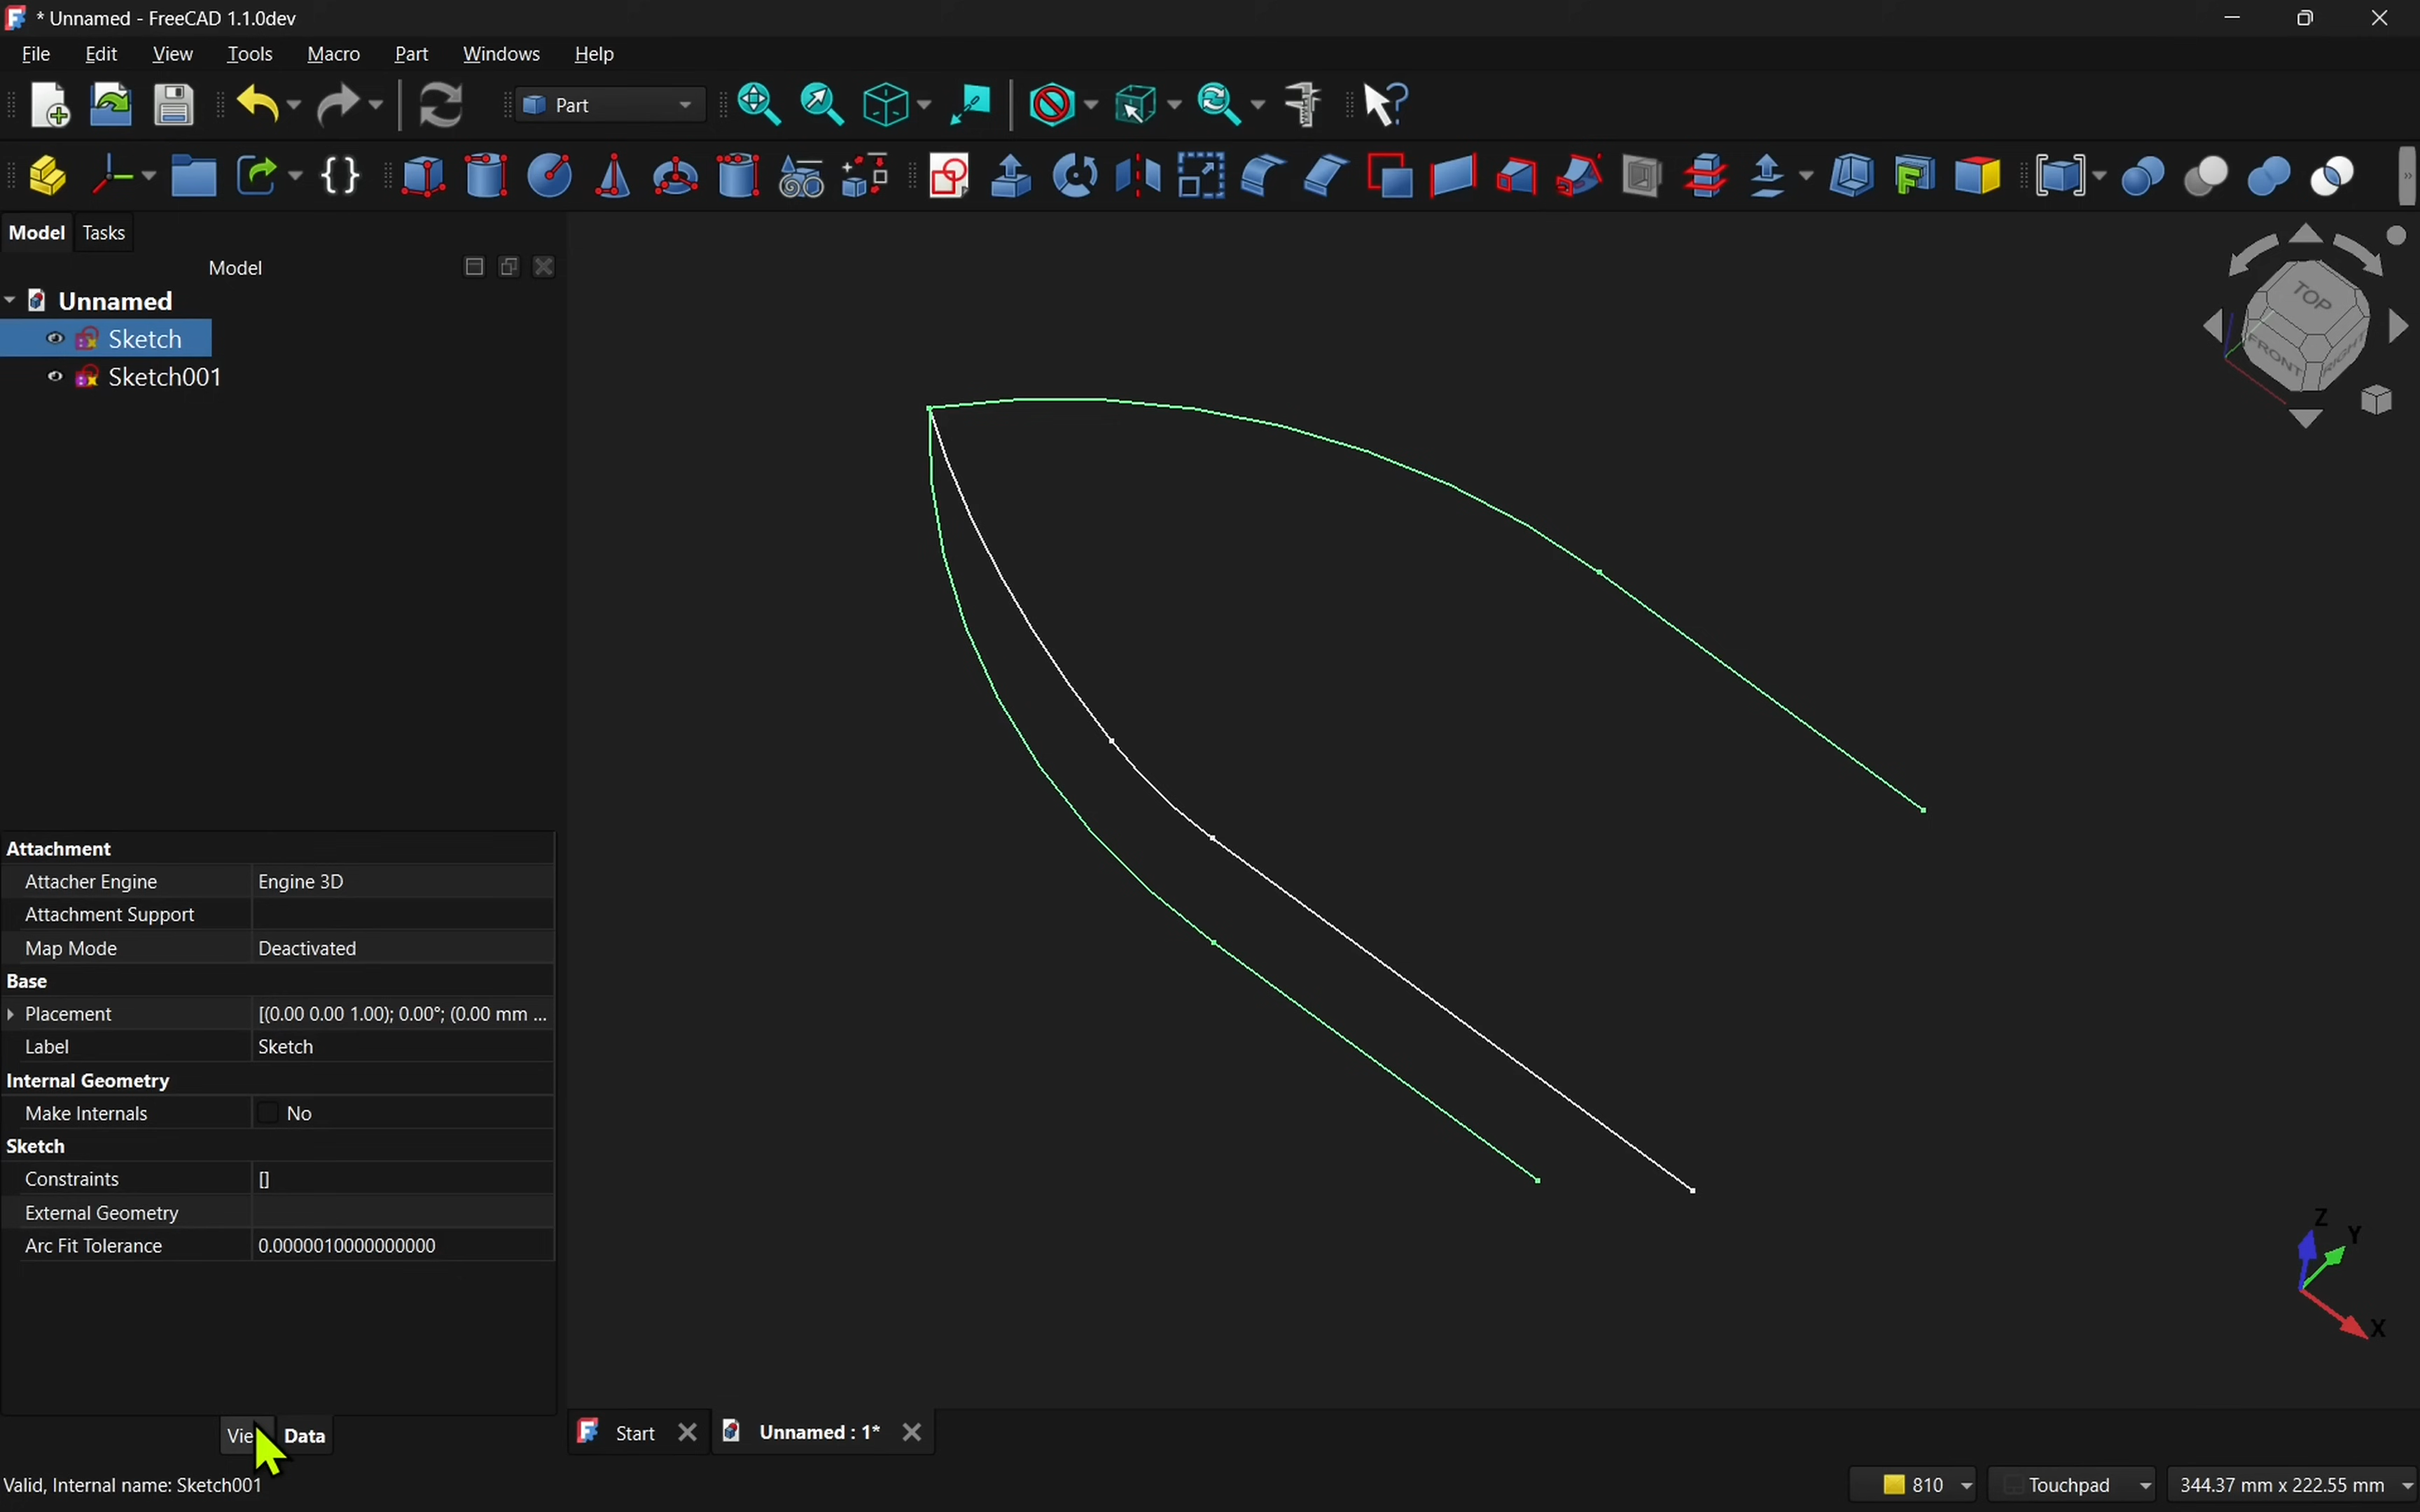 * Unnamed - FreeCAD 1.1.0dev
File Edit View Tools Macro Part Windows Help
Part
Model Tasks
Model
Unnamed
Sketch
Sketch001
TOP
FRONT RIGHT
Attachment
Attacher Engine Engine 3D
Attachment Support
Map Mode Deactivated
Base
Placement [(0.00 0.00 1.00); 0.00°; (0.00 mm ...
Label Sketch
Internal Geometry
Make Internals No
Sketch
Constraints []
External Geometry
Arc Fit Tolerance 0.0000010000000000
Z
Y
X
Vie Data
Start Unnamed : 1*
Valid, Internal name: Sketch001
810 Touchpad 344.37 mm x 222.55 mm